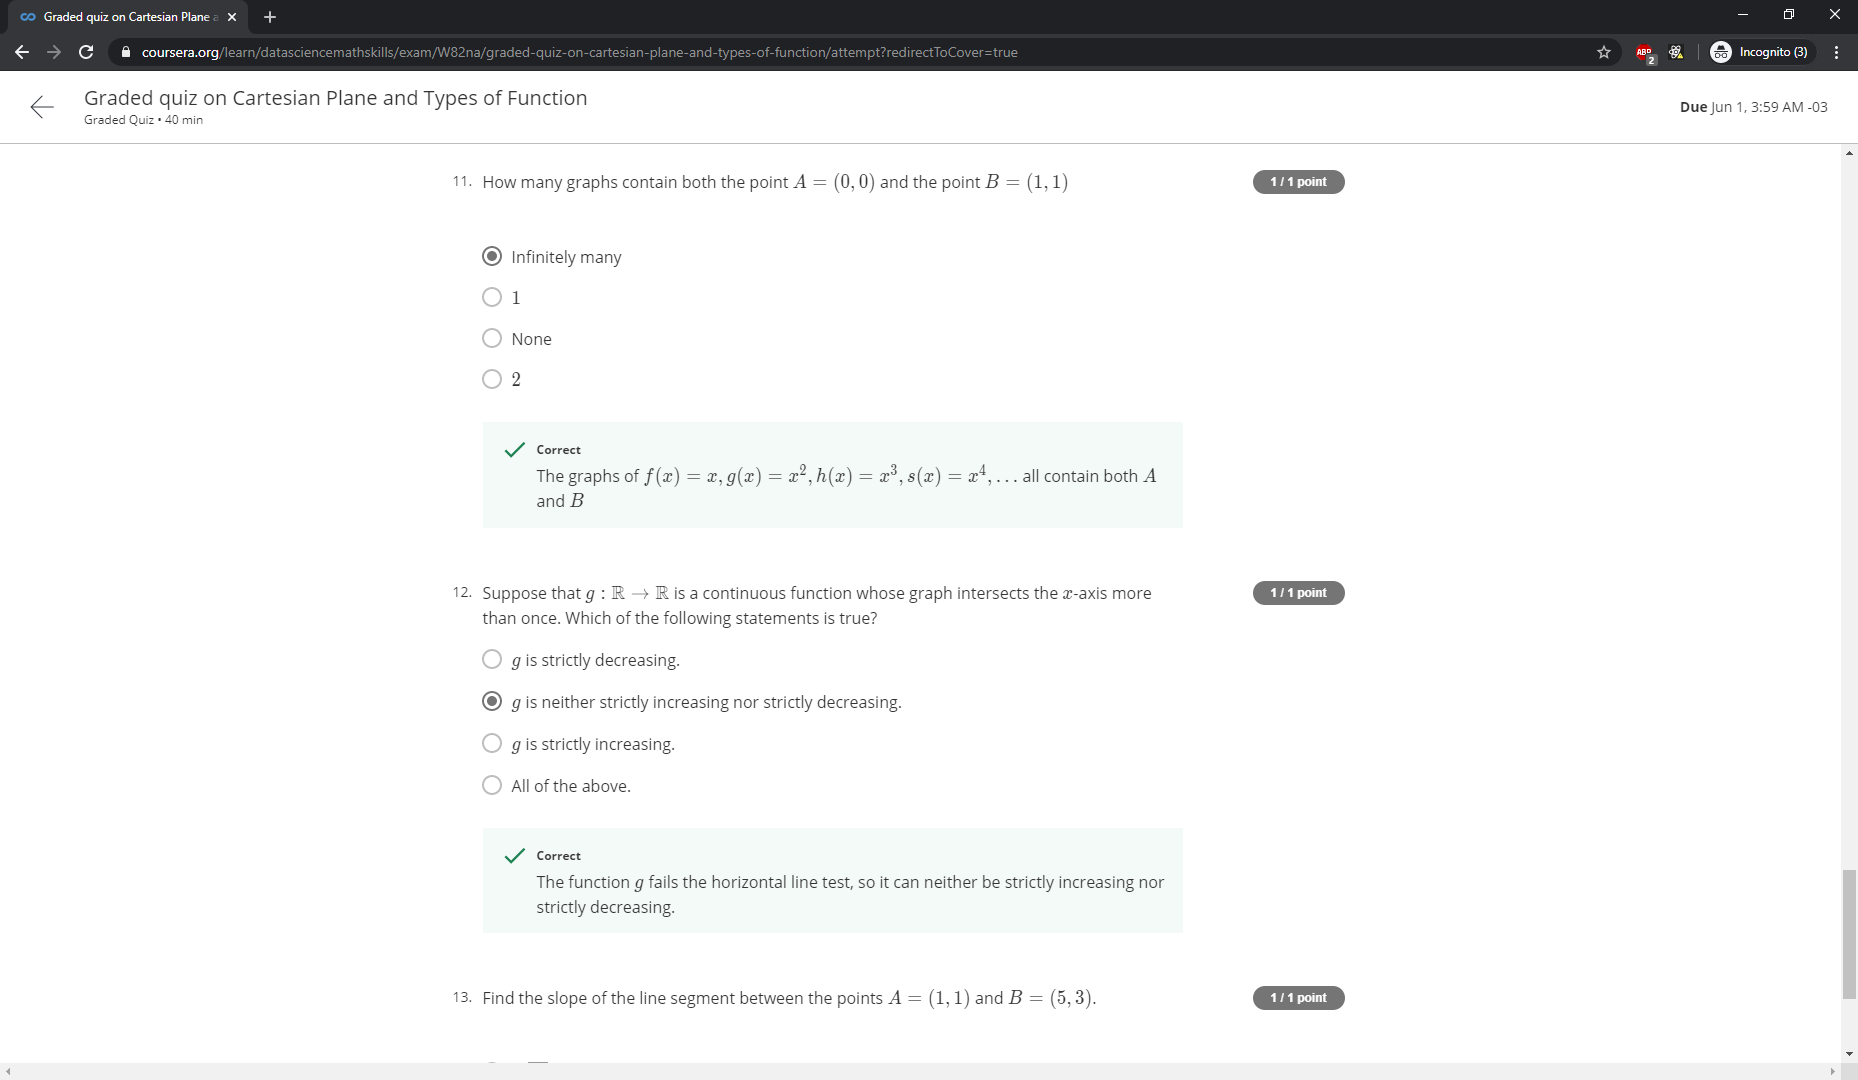 Graded quiz on Cartesian Plane a
coursera.org/learn/datasciencemathskills/exam/W82na/graded-quiz-on-cartesian-plane-and-types-of-function/attempt?redirectToCover=true
ABP
2
Incognito (3)
Graded quiz on Cartesian Plane and Types of Function
Graded Quiz • 40 min
Due Jun 1, 3:59 AM -03
11. How many graphs contain both the point A = (0, 0) and the point B = (1, 1)
1 / 1 point
Infinitely many
1
None
2
Correct
The graphs of f(x) = x, g(x) = x², h(x) = x³, s(x) = x⁴, . . . all contain both A
and B
12. Suppose that g : ℝ → ℝ is a continuous function whose graph intersects the x-axis more
1 / 1 point
than once. Which of the following statements is true?
g is strictly decreasing.
g is neither strictly increasing nor strictly decreasing.
g is strictly increasing.
All of the above.
Correct
The function g fails the horizontal line test, so it can neither be strictly increasing nor
strictly decreasing.
13. Find the slope of the line segment between the points A = (1, 1) and B = (5, 3).
1 / 1 point